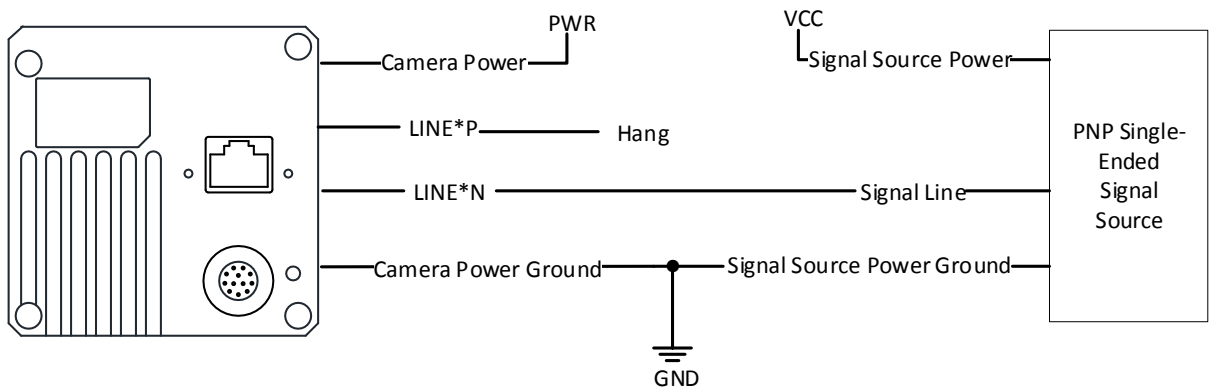 PWR
VCC
Camera Power
Signal Source Power
LINE*P
Hang
PNP Single-
Ended
Signal
Source
LINE*N
Signal Line
Camera Power Ground
Signal Source Power Ground
GND